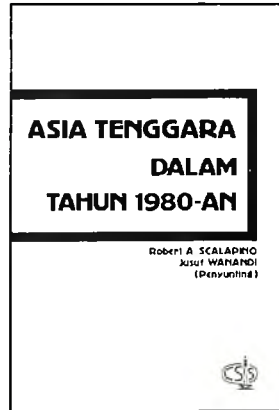 ASIA TENGGARA
DALAM
TAHUN 1980-AN
Robert A SCALAPINO
Jusuf WANANDI
(Penyunting)
CSIS